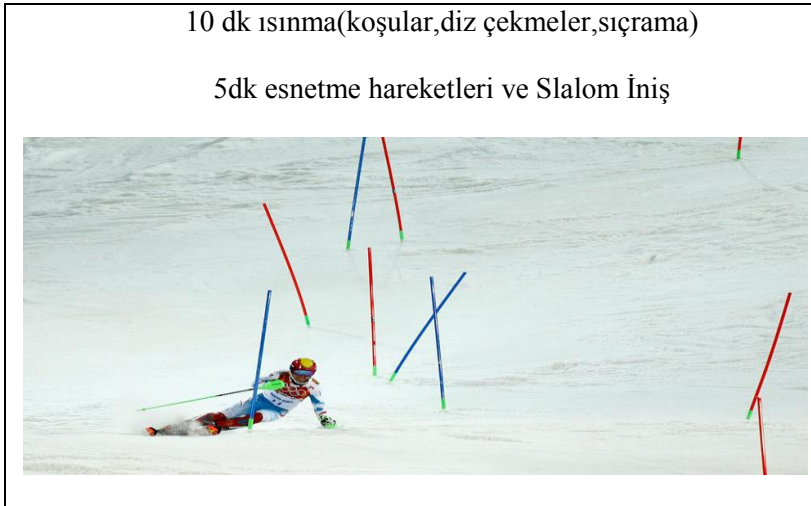 10 dk ısınma(koşular,diz çekmeler,sıçrama)
5dk esnetme hareketleri ve Slalom İniş